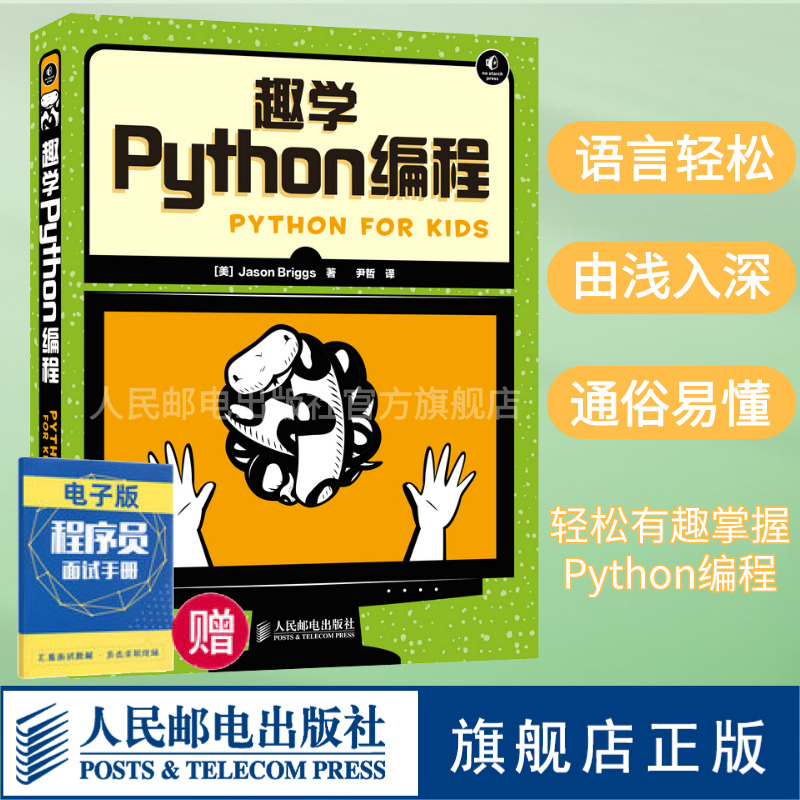 no starch press
趣学
Python编程
PYTHON FOR KIDS
[美] Jason Briggs 著 尹哲 译
趣学Python编程
人民邮电出版社官方旗舰店
语言轻松
由浅入深
通俗易懂
轻松有趣掌握
Python编程
电子版
程序员
面试手册
赠
人民邮电出版社
POSTS & TELECOM PRESS
人民邮电出版社
POSTS & TELECOM PRESS
旗舰店正版